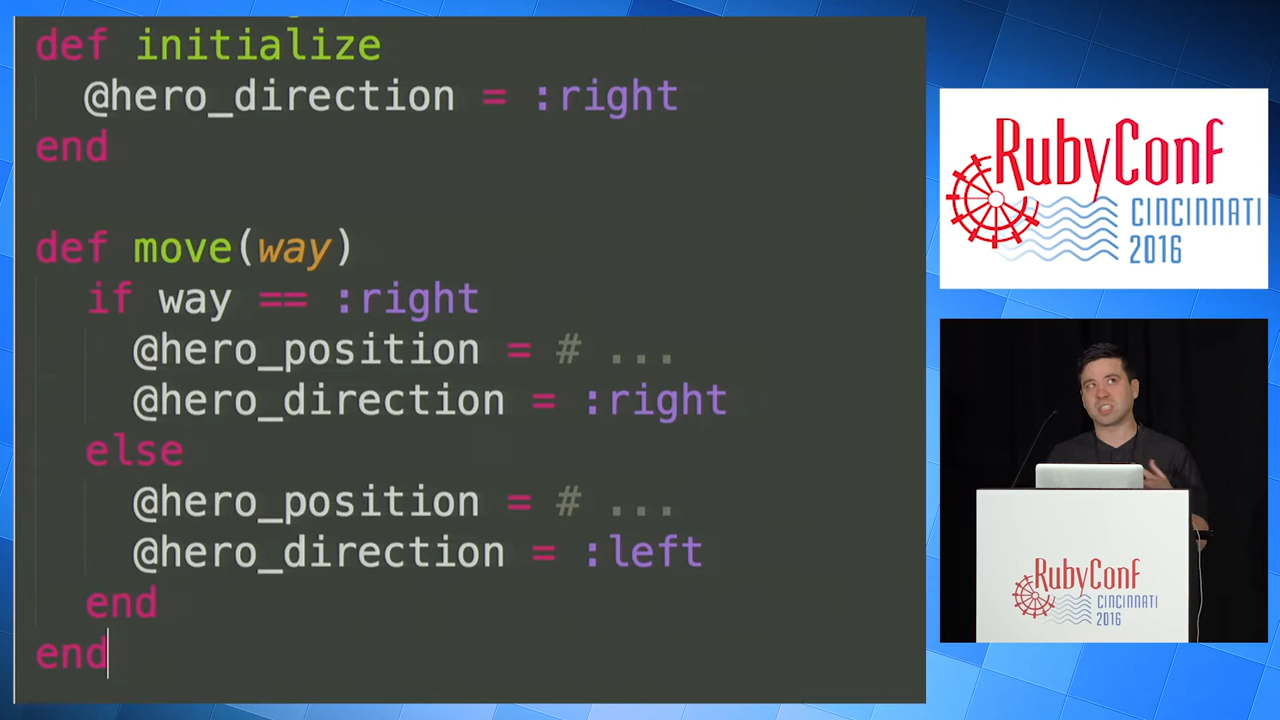 def initialize
  @hero_direction = :right
end

def move(way)
  if way == :right
    @hero_position = # ...
    @hero_direction = :right
  else
    @hero_position = # ...
    @hero_direction = :left
  end
end
RubyConf
CINCINNATI
2016
RubyConf
CINCINNATI
2016